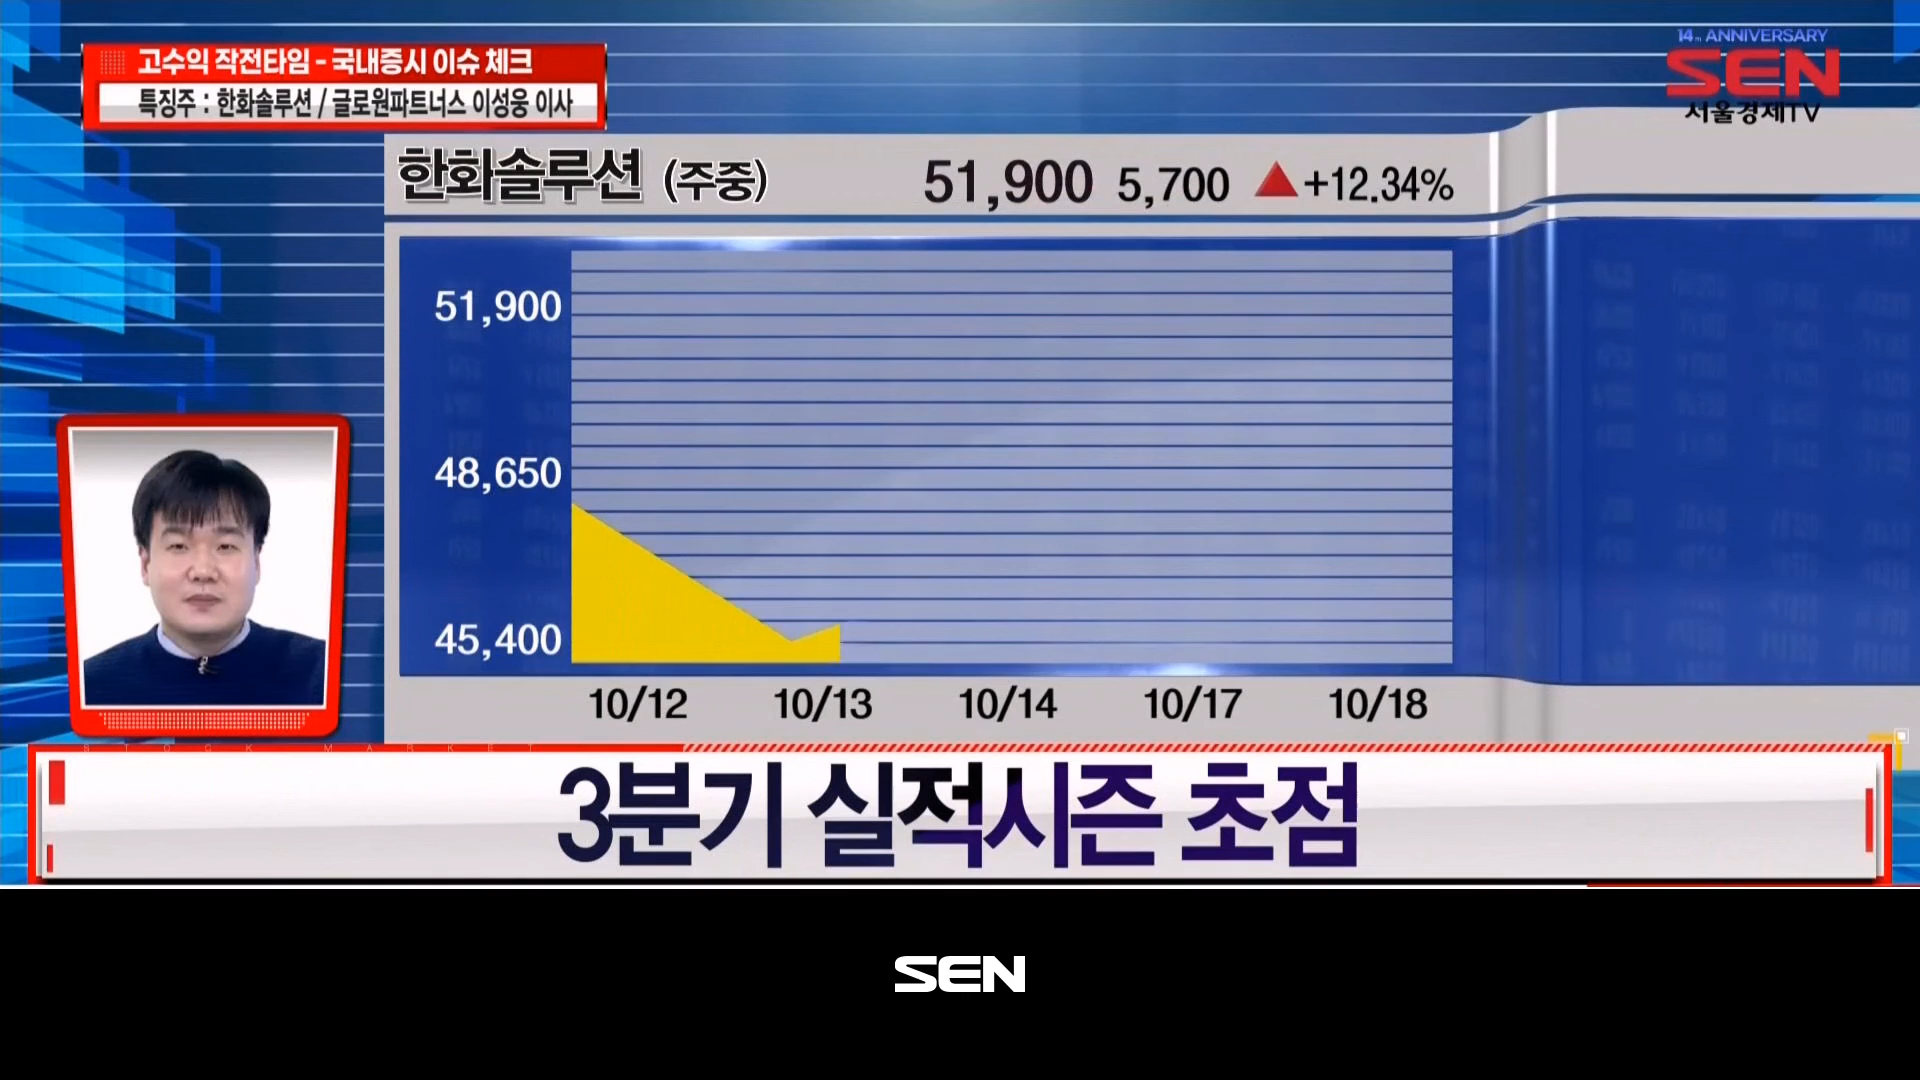 고수익 작전타임 - 국내증시 이슈 체크
특징주 : 한화솔루션 / 글로원파트너스 이성웅 이사
14th ANNIVERSARY
SEN
서울경제TV
한화솔루션 (주중) 51,900 5,700 ▲+12.34%
51,900
48,650
45,400
10/12 10/13 10/14 10/17 10/18
STOCK MARKET
3분기 실적시즌 초점
SEN